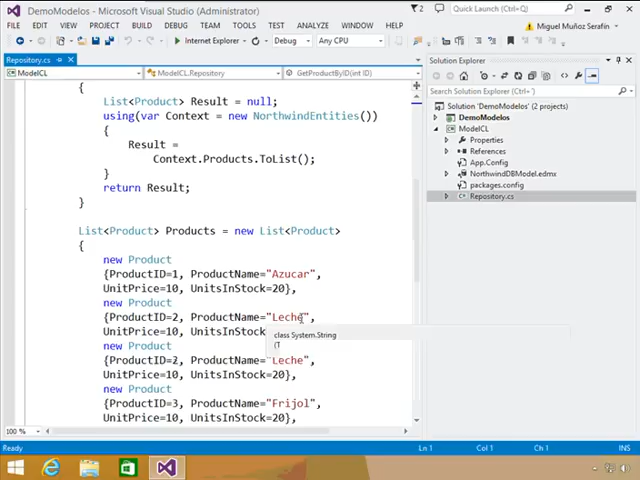 DemoModelos - Microsoft Visual Studio (Administrator)
2
Quick Launch (Ctrl+Q)
FILE EDIT VIEW PROJECT BUILD DEBUG TEAM TOOLS TEST ANALYZE WINDOW HELP
Miguel Muñoz Serafín
Internet Explorer Debug Any CPU
Repository.cs
ModelCL ModelCL.Repository GetProductByID(int ID)
{
List<Product> Result = null;
using(var Context = new NorthwindEntities())
{
Result =
Context.Products.ToList();
}
return Result;
}
List<Product> Products = new List<Product>
{
new Product
{ProductID=1, ProductName="Azucar",
UnitPrice=10, UnitsInStock=20},
new Product
{ProductID=2, ProductName="Leche",
UnitPrice=10, UnitsInStock
class System.String
(T
new Product
{ProductID=2, ProductName="Leche",
UnitPrice=10, UnitsInStock=20},
new Product
{ProductID=3, ProductName="Frijol",
UnitPrice=10, UnitsInStock=20},
100 %
Solution Explorer
Search Solution Explorer (Ctrl+')
Solution 'DemoModelos' (2 projects)
DemoModelos
ModelCL
Properties
References
App.Config
NorthwindDBModel.edmx
packages.config
Repository.cs
Ready Ln 1 Col 1 Ch 1 INS